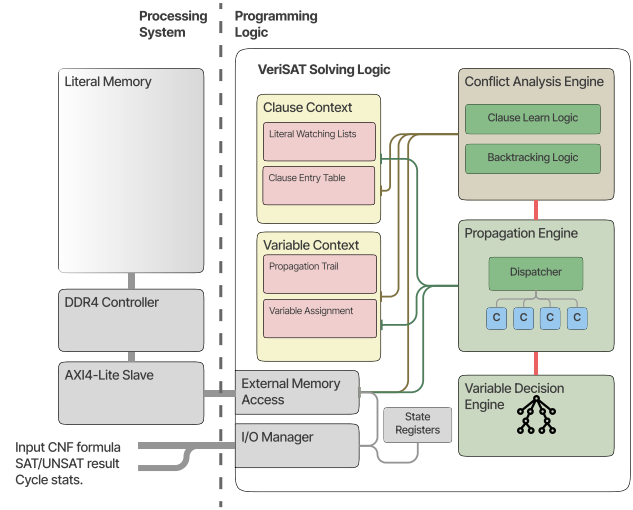 Processing
System
Programming
Logic
Literal Memory
DDR4 Controller
AXI4-Lite Slave
Input CNF formula
SAT/UNSAT result
Cycle stats.
VeriSAT Solving Logic
Clause Context
Literal Watching Lists
Clause Entry Table
Variable Context
Propagation Trail
Variable Assignment
External Memory
Access
I/O Manager
State
Registers
Conflict Analysis Engine
Clause Learn Logic
Backtracking Logic
Propagation Engine
Dispatcher
C C C C
Variable Decision
Engine